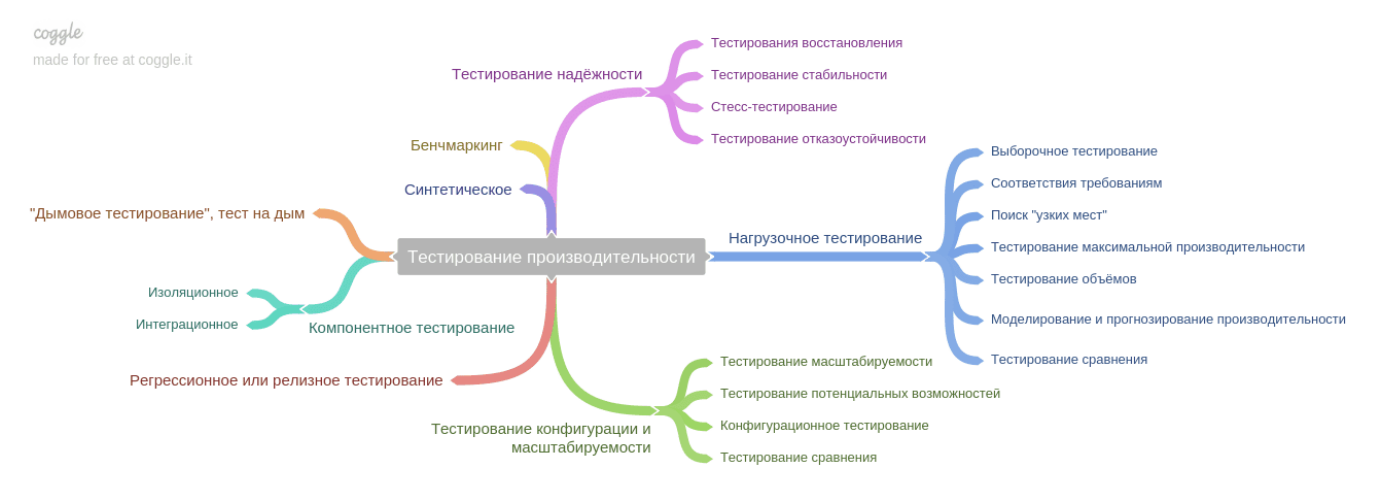 coggle
made for free at coggle.it
Тестирование надёжности
Тестирования восстановления
Тестирование стабильности
Стесс-тестирование
Тестирование отказоустойчивости
Бенчмаркинг
Синтетическое
"Дымовое тестирование", тест на дым
Тестирование производительности
Нагрузочное тестирование
Выборочное тестирование
Соответствия требованиям
Поиск "узких мест"
Тестирование максимальной производительности
Тестирование объёмов
Моделирование и прогнозирование производительности
Тестирование сравнения
Изоляционное
Интеграционное
Компонентное тестирование
Регрессионное или релизное тестирование
Тестирование конфигурации и
масштабируемости
Тестирование масштабируемости
Тестирование потенциальных возможностей
Конфигурационное тестирование
Тестирование сравнения